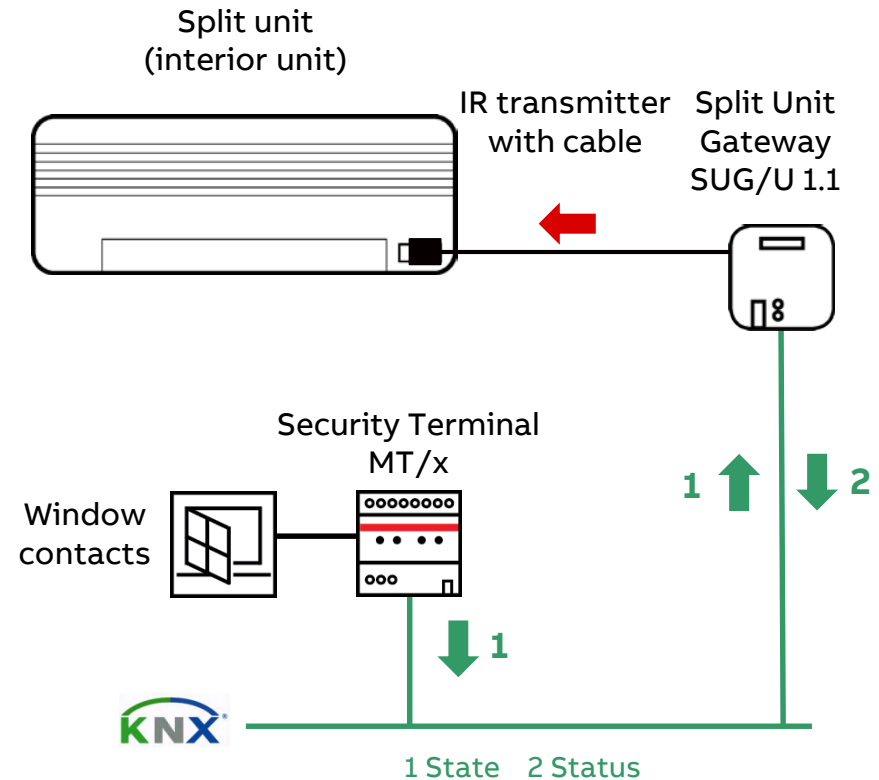 Split unit
(interior unit)
IR transmitter
with cable
Split Unit
Gateway
SUG/U 1.1
Security Terminal
MT/x
Window
contacts
1
2
1
KNX
1 State 2 Status